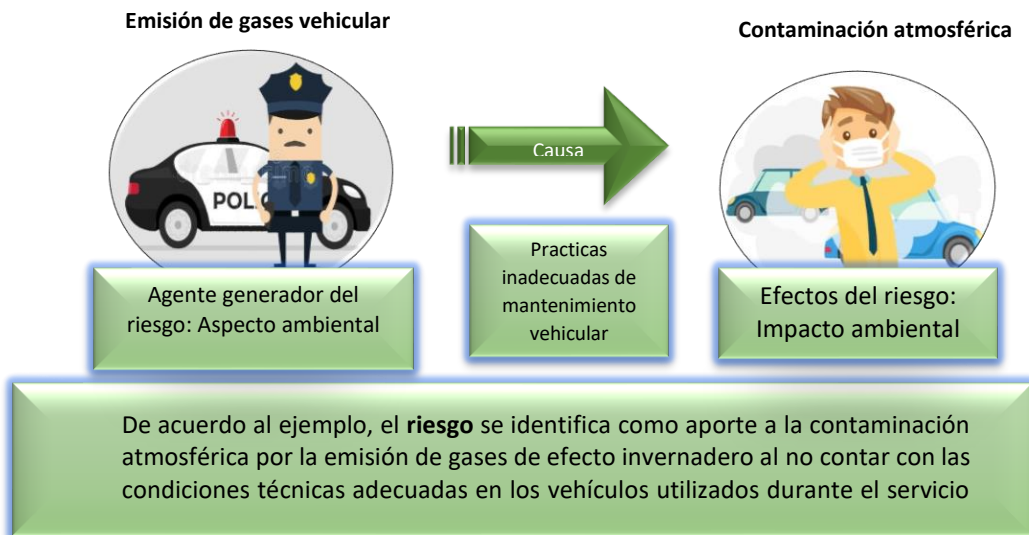 Emisión de gases vehicular
Contaminación atmosférica
POLIC
Causa
Practicas
inadecuadas de
mantenimiento
vehicular
Agente generador del
riesgo: Aspecto ambiental
Efectos del riesgo:
Impacto ambiental
De acuerdo al ejemplo, el riesgo se identifica como aporte a la contaminación
atmosférica por la emisión de gases de efecto invernadero al no contar con las
condiciones técnicas adecuadas en los vehículos utilizados durante el servicio